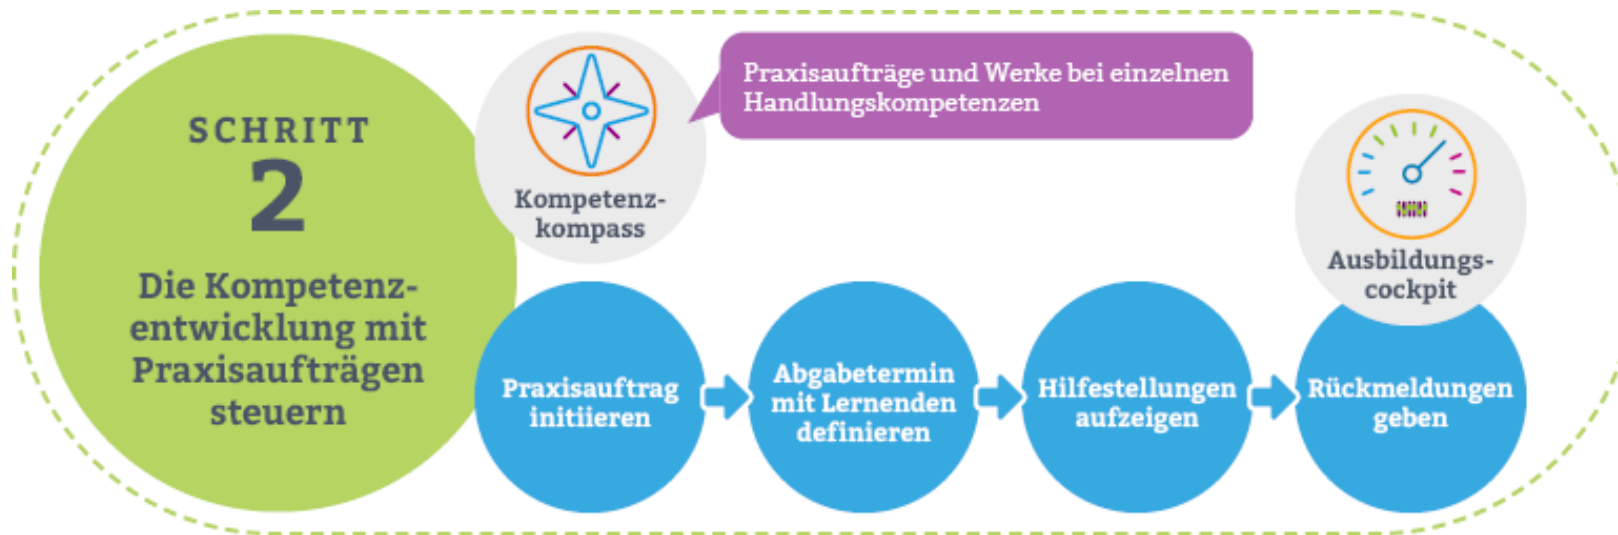 SCHRITT
2
Die Kompetenz-
entwicklung mit
Praxisaufträgen
steuern
Kompetenz-
kompass
Praxisaufträge und Werke bei einzelnen
Handlungskompetenzen
Praxisauftrag
initiieren
Abgabetermin
mit Lernenden
definieren
Hilfestellungen
aufzeigen
Ausbildungs-
cockpit
Rückmeldungen
geben